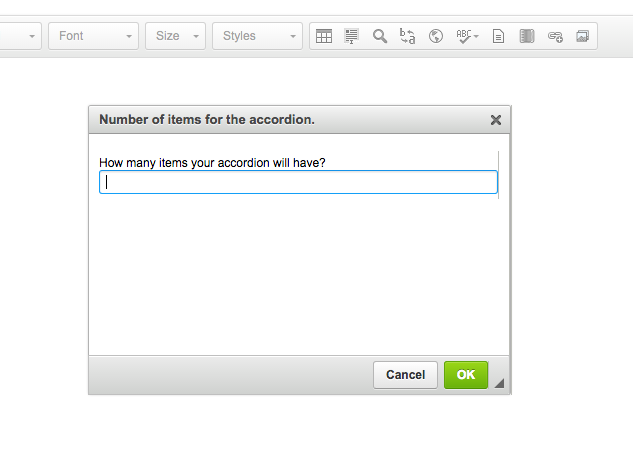 Font Size Styles ABC
Number of items for the accordion.
How many items your accordion will have?
Cancel OK